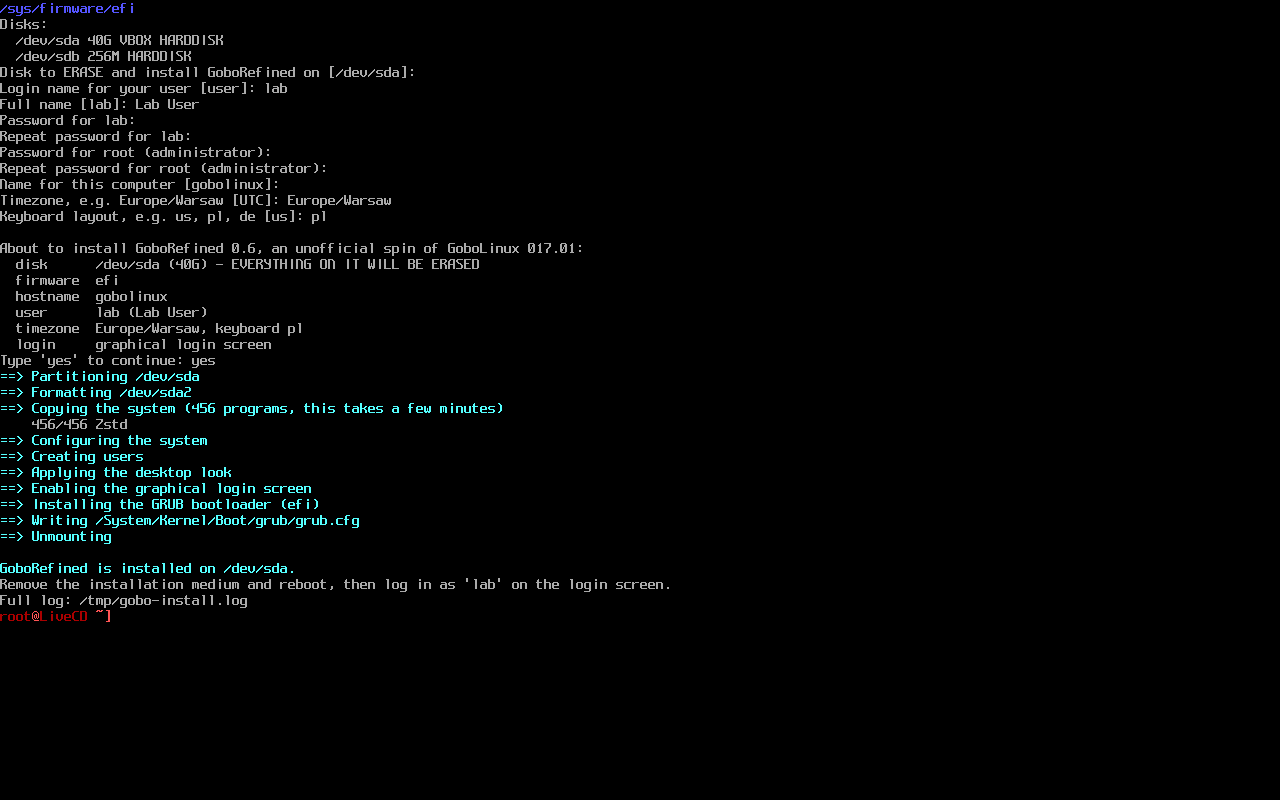 /sys/firmware/efi
Disks:
  /dev/sda 40G VBOX HARDDISK
  /dev/sdb 256M HARDDISK
Disk to ERASE and install GoboRefined on [/dev/sda]:
Login name for your user [user]: lab
Full name [lab]: Lab User
Password for lab:
Repeat password for lab:
Password for root (administrator):
Repeat password for root (administrator):
Name for this computer [gobolinux]:
Timezone, e.g. Europe/Warsaw [UTC]: Europe/Warsaw
Keyboard layout, e.g. us, pl, de [us]: pl

About to install GoboRefined 0.6, an unofficial spin of GoboLinux 017.01:
  disk      /dev/sda (40G) - EVERYTHING ON IT WILL BE ERASED
  firmware  efi
  hostname  gobolinux
  user      lab (Lab User)
  timezone  Europe/Warsaw, keyboard pl
  login     graphical login screen
Type 'yes' to continue: yes
==> Partitioning /dev/sda
==> Formatting /dev/sda2
==> Copying the system (456 programs, this takes a few minutes)
    456/456 Zstd
==> Configuring the system
==> Creating users
==> Applying the desktop look
==> Enabling the graphical login screen
==> Installing the GRUB bootloader (efi)
==> Writing /System/Kernel/Boot/grub/grub.cfg
==> Unmounting

GoboRefined is installed on /dev/sda.
Remove the installation medium and reboot, then log in as 'lab' on the login screen.
Full log: /tmp/gobo-install.log
root@LiveCD ~]